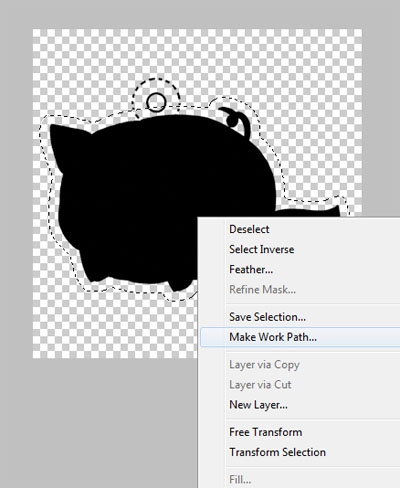 Deselect
Select Inverse
Feather...
Refine Mask...
Save Selection...
Make Work Path...
Layer via Copy
Layer via Cut
New Layer...
Free Transform
Transform Selection
Fill...